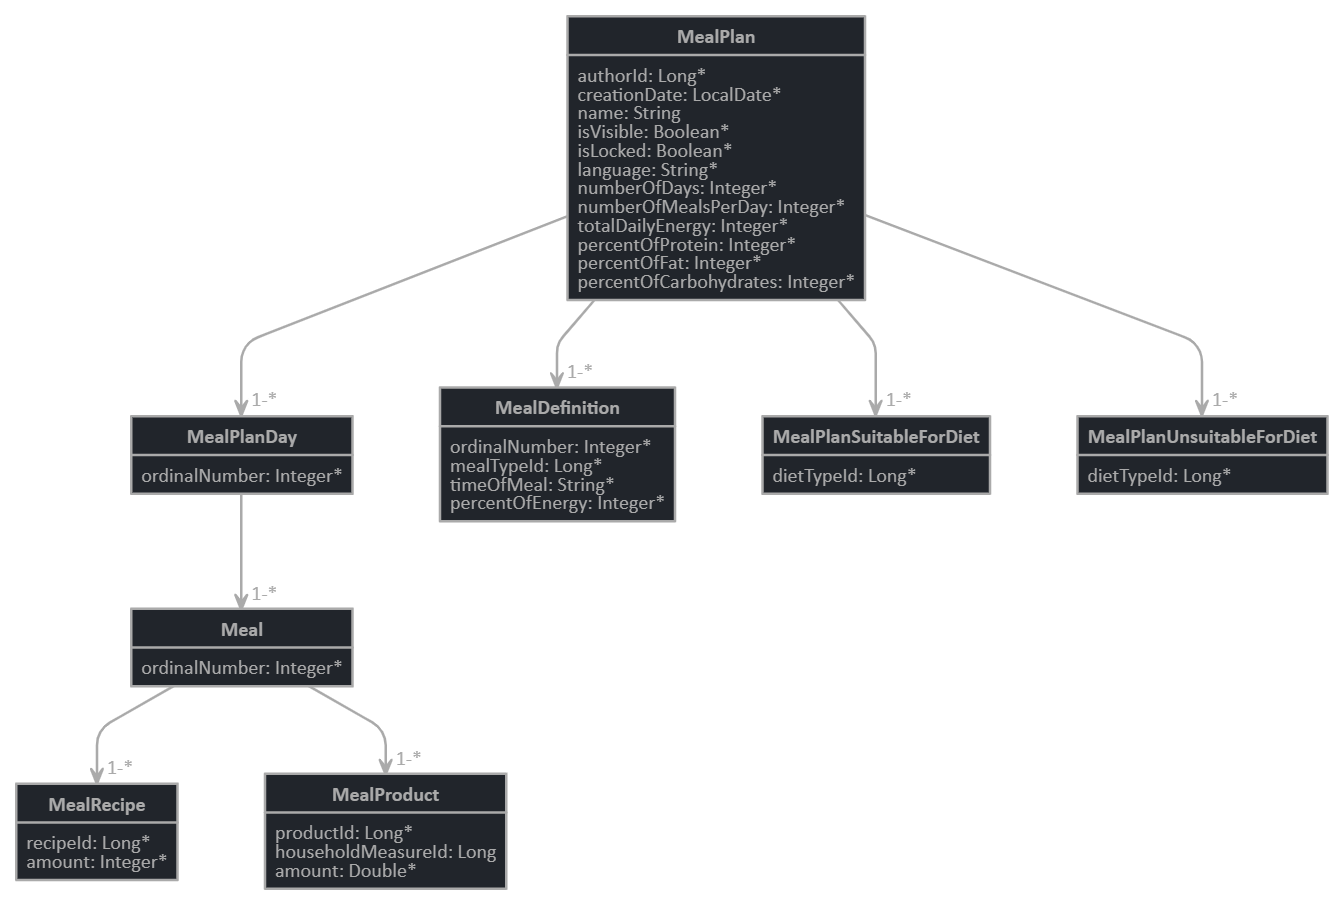 MealPlan
authorId: Long*
creationDate: LocalDate*
name: String
isVisible: Boolean*
isLocked: Boolean*
language: String*
numberOfDays: Integer*
numberOfMealsPerDay: Integer*
totalDailyEnergy: Integer*
percentOfProtein: Integer*
percentOfFat: Integer*
percentOfCarbohydrates: Integer*
1-*
1-*
1-*
1-*
MealPlanDay
ordinalNumber: Integer*
MealDefinition
ordinalNumber: Integer*
mealTypeId: Long*
timeOfMeal: String*
percentOfEnergy: Integer*
MealPlanSuitableForDiet
dietTypeId: Long*
MealPlanUnsuitableForDiet
dietTypeId: Long*
1-*
Meal
ordinalNumber: Integer*
1-*
1-*
MealRecipe
recipeId: Long*
amount: Integer*
MealProduct
productId: Long*
householdMeasureId: Long
amount: Double*